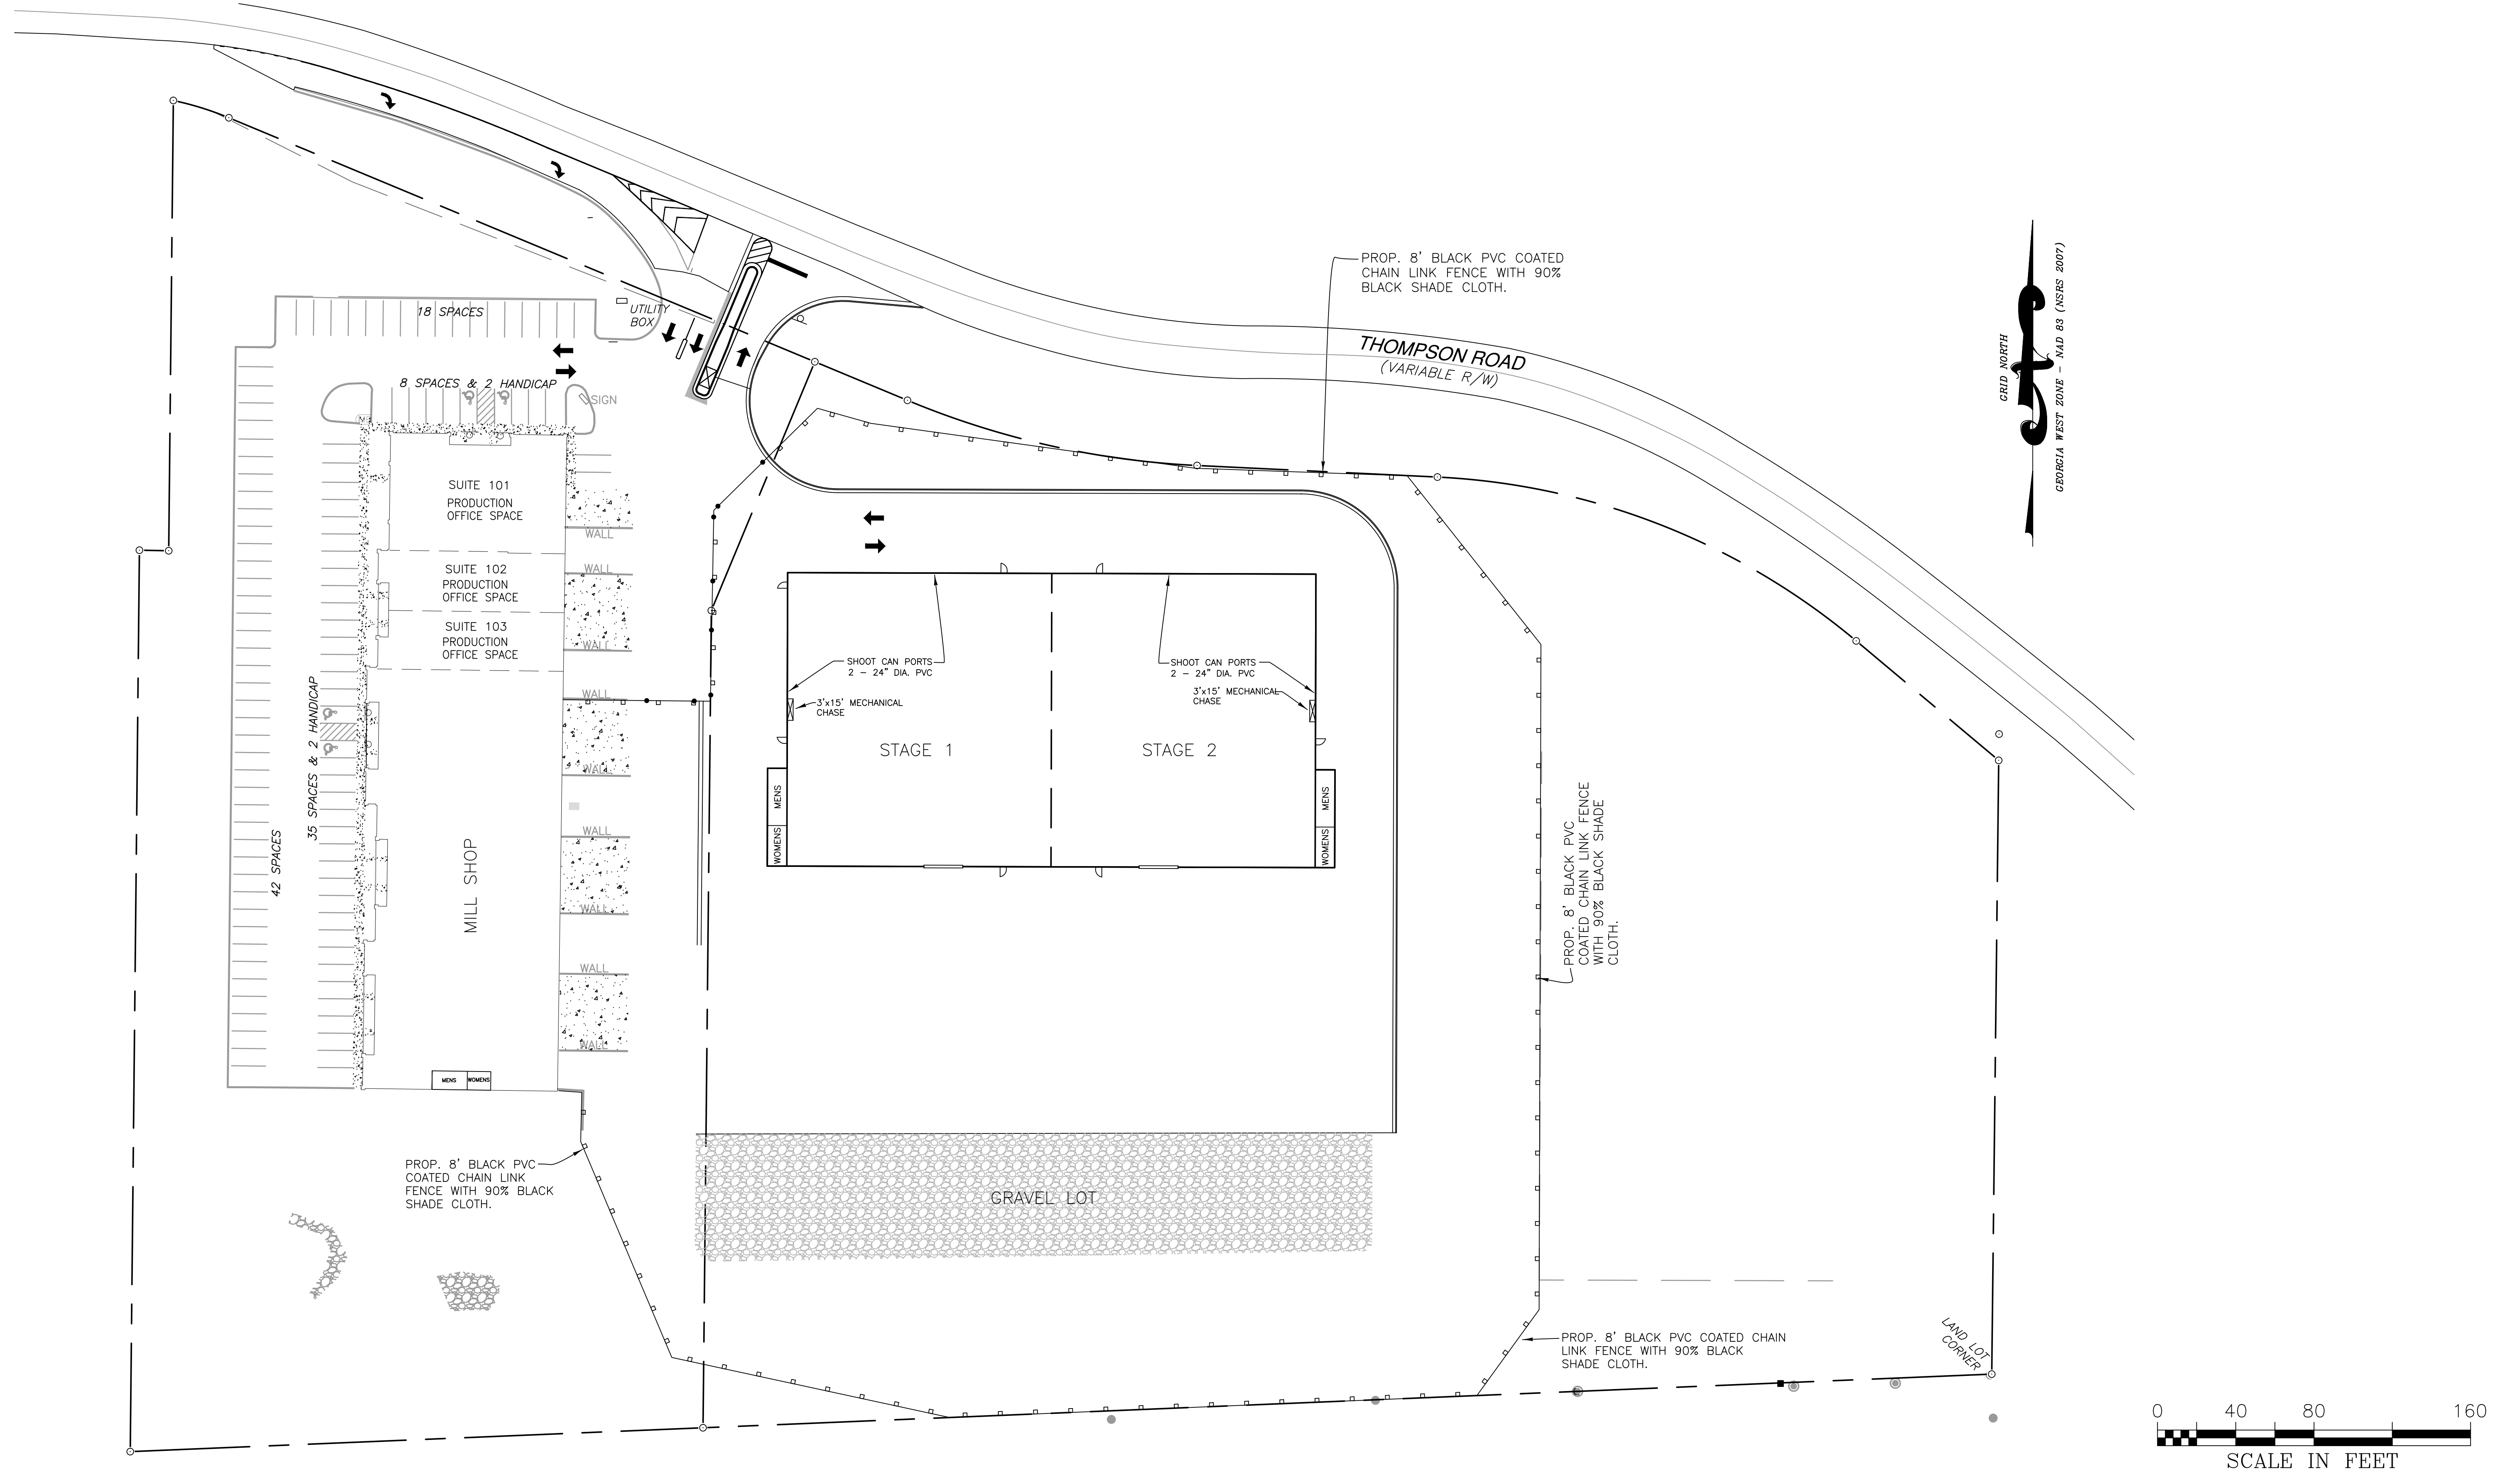 PROP. 8' BLACK PVC COATED
CHAIN LINK FENCE WITH 90%
BLACK SHADE CLOTH.
THOMPSON ROAD
(VARIABLE R/W)
GRID NORTH
GEORGIA WEST ZONE - NAD 83 (NSRS 2007)
18 SPACES
UTILITY
BOX
8 SPACES & 2 HANDICAP
SIGN
SUITE 101
PRODUCTION
OFFICE SPACE
WALL
SUITE 102
PRODUCTION
OFFICE SPACE
WALL
SUITE 103
PRODUCTION
OFFICE SPACE
WALL
WALL
WALL
WALL
WALL
WALL
WALL
35 SPACES & 2 HANDICAP
42 SPACES
MILL SHOP
MENS
WOMENS
SHOOT CAN PORTS
2 - 24" DIA. PVC
3'x15' MECHANICAL
CHASE
STAGE 1
MENS
WOMENS
SHOOT CAN PORTS
2 - 24" DIA. PVC
3'x15' MECHANICAL
CHASE
STAGE 2
MENS
WOMENS
PROP. 8' BLACK PVC
COATED CHAIN LINK FENCE
WITH 90% BLACK SHADE
CLOTH.
PROP. 8' BLACK PVC
COATED CHAIN LINK
FENCE WITH 90% BLACK
SHADE CLOTH.
GRAVEL LOT
PROP. 8' BLACK PVC COATED CHAIN
LINK FENCE WITH 90% BLACK
SHADE CLOTH.
LAND LOT
CORNER
0 40 80 160
SCALE IN FEET